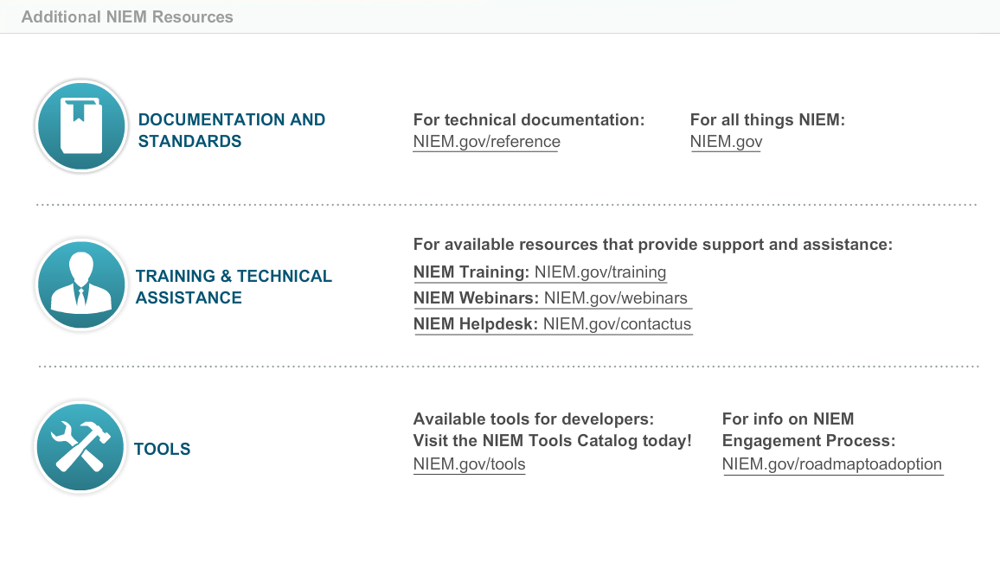 Additional NIEM Resources
DOCUMENTATION AND
STANDARDS
For technical documentation:
NIEM.gov/reference
For all things NIEM:
NIEM.gov
TRAINING & TECHNICAL
ASSISTANCE
For available resources that provide support and assistance:
NIEM Training: NIEM.gov/training
NIEM Webinars: NIEM.gov/webinars
NIEM Helpdesk: NIEM.gov/contactus
TOOLS
Available tools for developers:
Visit the NIEM Tools Catalog today!
NIEM.gov/tools
For info on NIEM
Engagement Process:
NIEM.gov/roadmaptoadoption